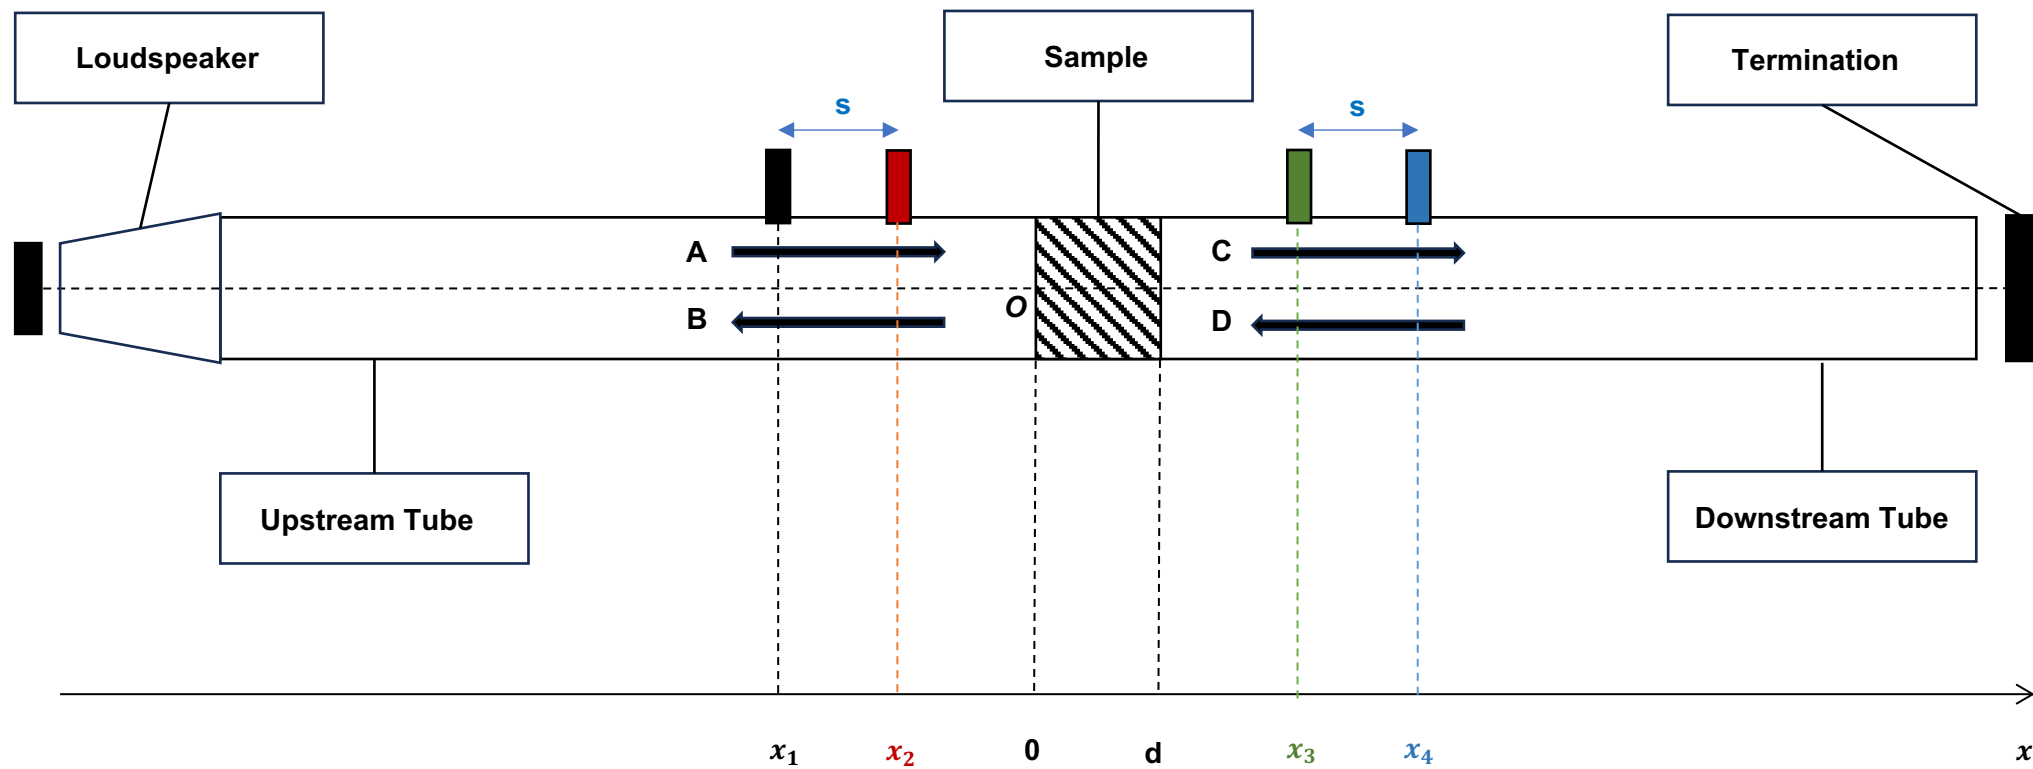 Loudspeaker
Sample
Termination
s
s
A
C
B
O
D
Upstream Tube
Downstream Tube
x₁
x₂
0
d
x₃
x₄
x